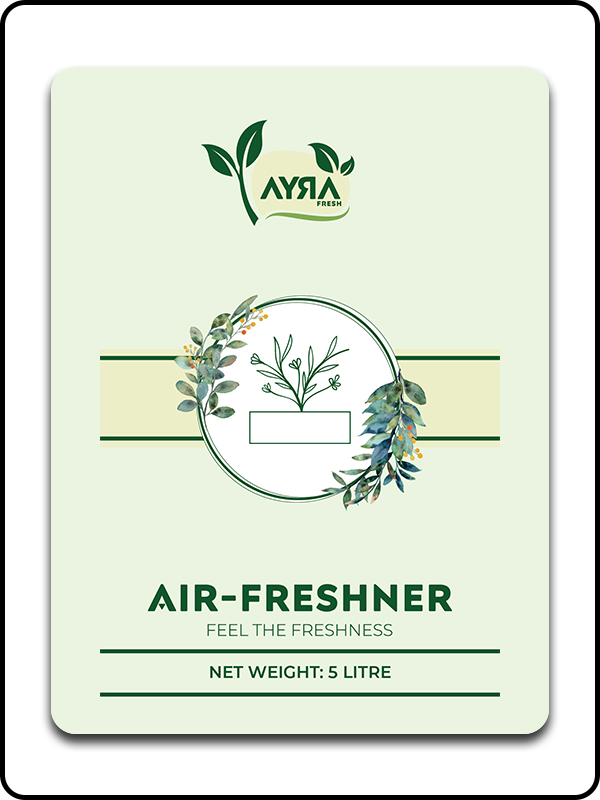 AYRA
FRESH
AIR-FRESHNER
FEEL THE FRESHNESS
NET WEIGHT: 5 LITRE